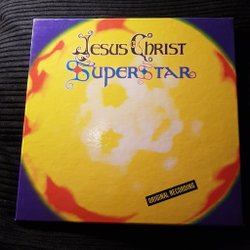 Jesus Christ
Superstar
ORIGINAL RECORDING